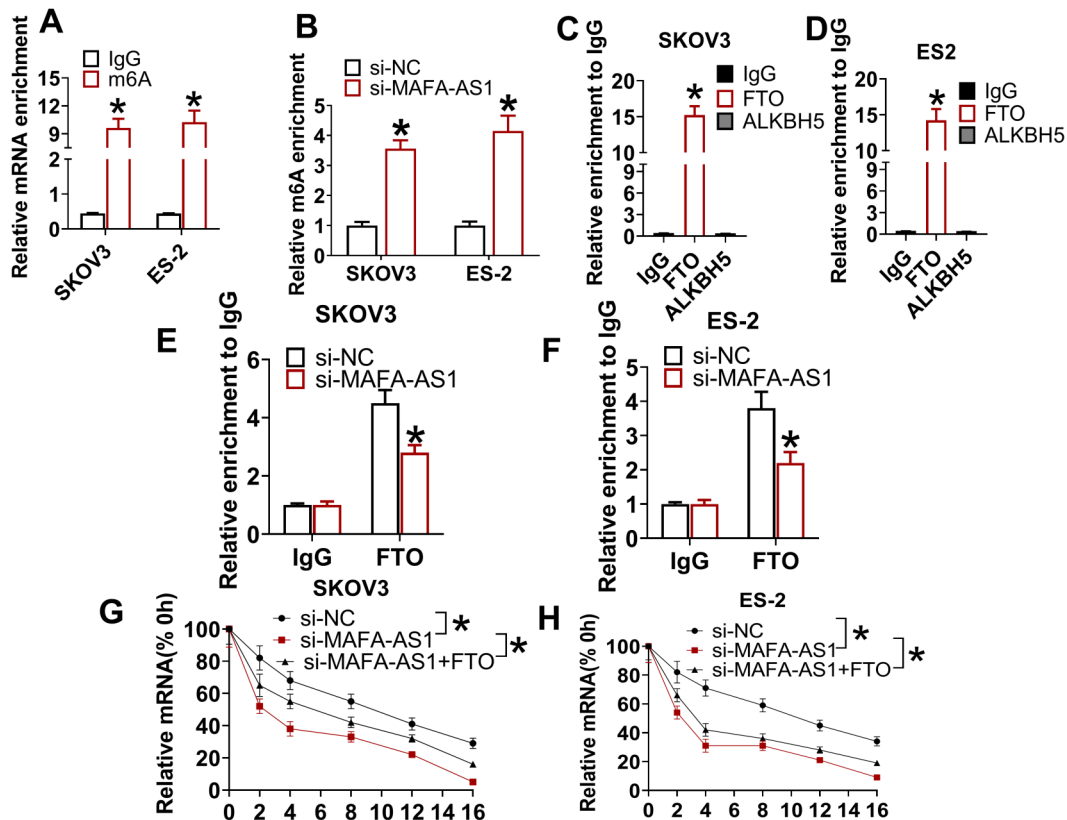 A
Relative mRNA enrichment
IgG
m6A
*
*
15
12
9
6
2
1
0
SKOV3
ES-2
B
Relative m6A enrichment
si-NC
si-MAFA-AS1
*
*
6
5
4
3
2
1
0
SKOV3
ES-2
C
Relative enrichment to IgG
SKOV3
IgG
FTO
ALKBH5
*
20
15
10
9
6
3
0
IgG
FTO
ALKBH5
D
Relative enrichment to IgG
ES2
IgG
FTO
ALKBH5
*
20
15
10
9
6
3
0
IgG
FTO
ALKBH5
E
Relative enrichment to IgG
SKOV3
si-NC
si-MAFA-AS1
*
6
4
2
0
IgG
FTO
F
Relative enrichment to IgG
ES-2
si-NC
si-MAFA-AS1
*
5
4
3
2
1
0
IgG
FTO
G
Relative mRNA(% 0h)
SKOV3
si-NC
si-MAFA-AS1
si-MAFA-AS1+FTO
*
*
100
80
60
40
20
0
0 2 4 6 8 10 12 14 16
H
Relative mRNA(% 0h)
ES-2
si-NC
si-MAFA-AS1
si-MAFA-AS1+FTO
*
*
100
80
60
40
20
0
0 2 4 6 8 10 12 14 16